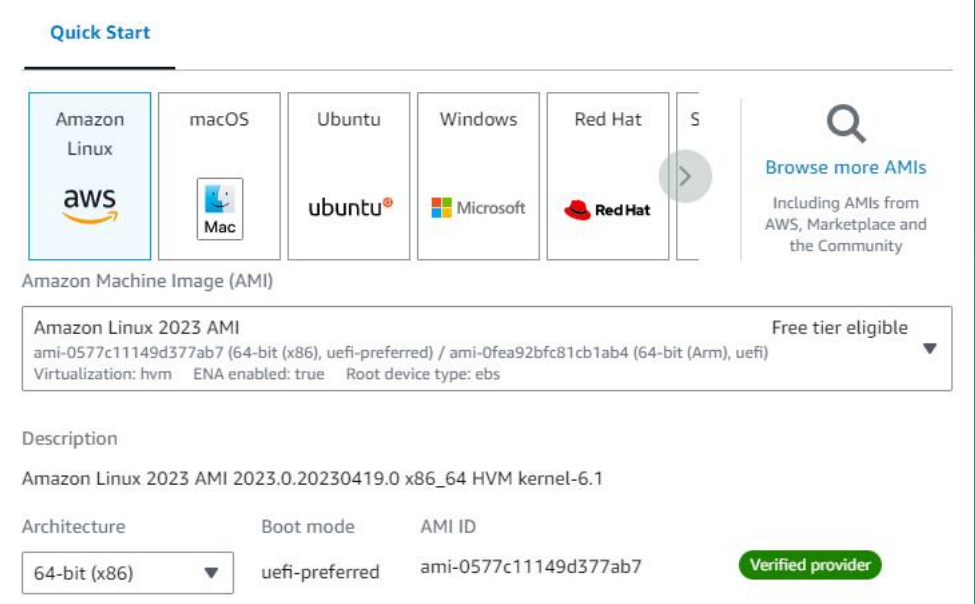 Quick Start
Amazon Linux
aws
macOS
Mac
Ubuntu
ubuntu
Windows
Microsoft
Red Hat
Red Hat
S
Browse more AMIs
Including AMIs from
AWS, Marketplace and
the Community
Amazon Machine Image (AMI)
Amazon Linux 2023 AMI Free tier eligible
ami-0577c11149d377ab7 (64-bit (x86), uefi-preferred) / ami-0fea92bfc81cb1ab4 (64-bit (Arm), uefi)
Virtualization: hvm ENA enabled: true Root device type: ebs
Description
Amazon Linux 2023 AMI 2023.0.20230419.0 x86_64 HVM kernel-6.1
Architecture Boot mode AMI ID
64-bit (x86) uefi-preferred ami-0577c11149d377ab7 Verified provider